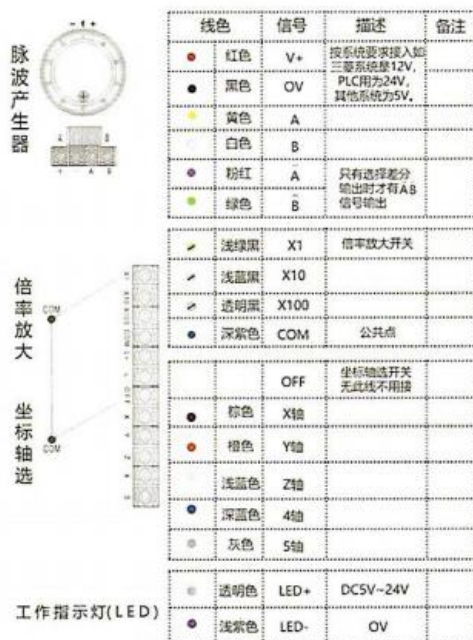 线色 信号 描述 备注
脉波产生器
红色 V+ 按系统要求接入如
三菱系统是12V,
黑色 OV PLC用为24V,
其他系统为5V。
黄色 A
白色 B
粉红 A 只有选择差分
输出时才有AB
绿色 B 信号输出
倍率放大
COM
浅绿黑 X1 倍率放大开关
浅蓝黑 X10
透明黑 X100
深紫色 COM 公共点
坐标轴选
COM
OFF 坐标轴选开关
无此线不用接
棕色 X轴
橙色 Y轴
浅蓝色 Z轴
深蓝色 4轴
灰色 5轴
工作指示灯(LED)
透明色 LED+ DC5V~24V
浅紫色 LED- OV